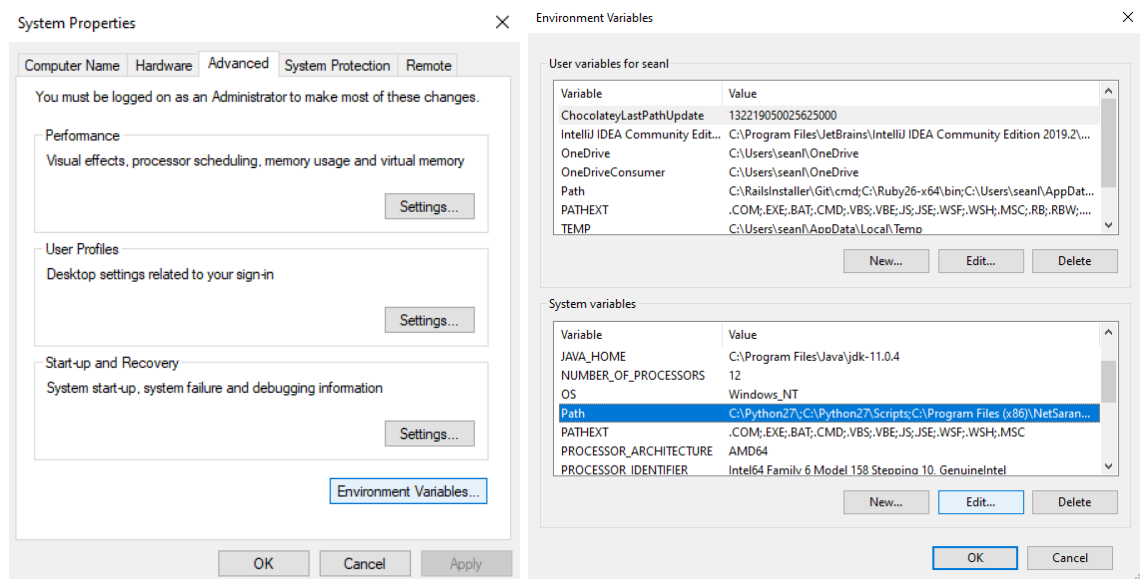 System Properties
Computer Name Hardware Advanced System Protection Remote
You must be logged on as an Administrator to make most of these changes.
Performance
Visual effects, processor scheduling, memory usage and virtual memory
Settings...
User Profiles
Desktop settings related to your sign-in
Settings...
Start-up and Recovery
System start-up, system failure and debugging information
Settings...
Environment Variables...
OK Cancel Apply
Environment Variables
User variables for seanl
Variable Value
ChocolateyLastPathUpdate 132219050025625000
IntelliJ IDEA Community Edit... C:\Program Files\JetBrains\IntelliJ IDEA Community Edition 2019.2\...
OneDrive C:\Users\seanl\OneDrive
OneDriveConsumer C:\Users\seanl\OneDrive
Path C:\RailsInstaller\Git\cmd;C:\Ruby26-x64\bin;C:\Users\seanl\AppDat...
PATHEXT .COM;.EXE;.BAT;.CMD;.VBS;.VBE;.JS;.JSE;.WSF;.WSH;.MSC;.RB;.RBW;....
TEMP C:\Users\seanl\AppData\Local\Temp
New... Edit... Delete
System variables
Variable Value
JAVA_HOME C:\Program Files\Java\jdk-11.0.4
NUMBER_OF_PROCESSORS 12
OS Windows_NT
Path C:\Python27\;C:\Python27\Scripts;C:\Program Files (x86)\NetSaran...
PATHEXT .COM;.EXE;.BAT;.CMD;.VBS;.VBE;.JS;.JSE;.WSF;.WSH;.MSC
PROCESSOR_ARCHITECTURE AMD64
PROCESSOR_IDENTIFIER Intel64 Family 6 Model 158 Stepping 10, GenuineIntel
New... Edit... Delete
OK Cancel